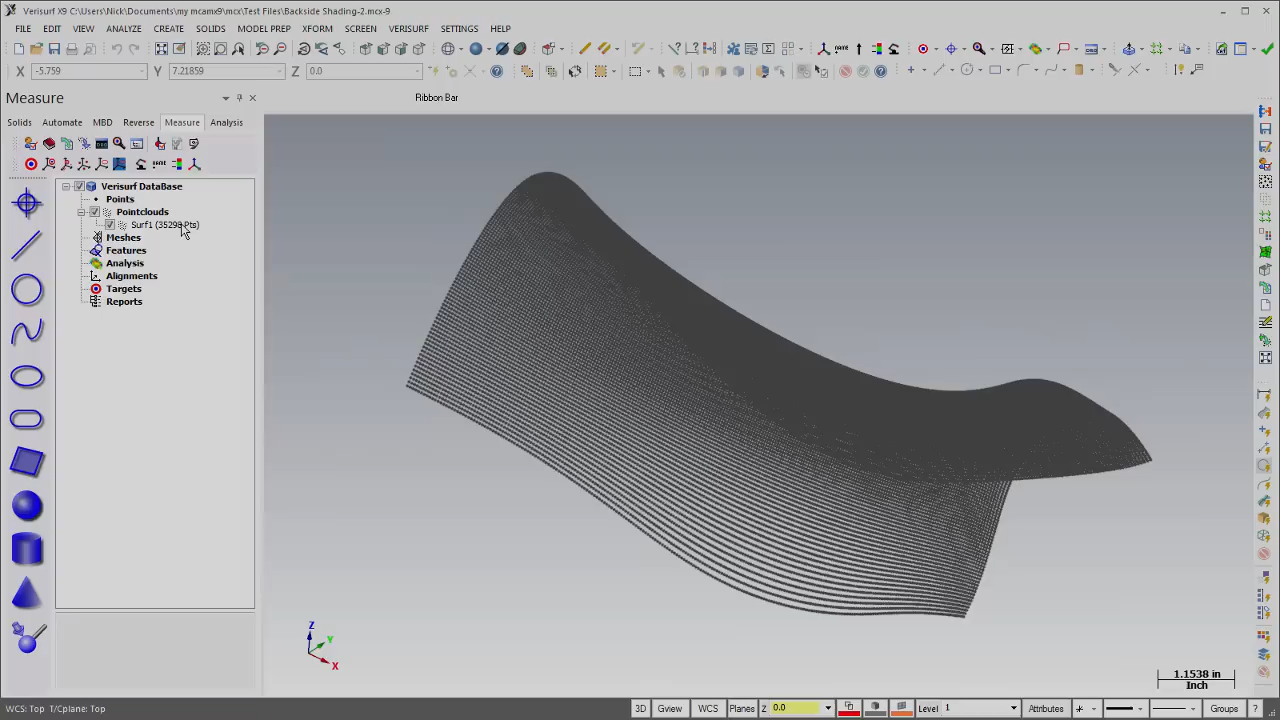 Verisurf X9 C:\Users\Nick\Documents\my mcamx9\mcx\Test Files\Backside Shading-2.mcx-9
FILE EDIT VIEW ANALYZE CREATE SOLIDS MODEL PREP XFORM SCREEN VERISURF SETTINGS HELP
X -5.759 Y 7.21859 Z 0.0
Measure
Ribbon Bar
Solids Automate MBD Reverse Measure Analysis
Verisurf DataBase
Points
Pointclouds
Surf1 (35298 Pts)
Meshes
Features
Analysis
Alignments
Targets
Reports
Z
Y
X
1.1538 in
Inch
WCS: Top T/Cplane: Top
3D Gview WCS Planes Z 0.0 Level 1 Attributes Groups ?